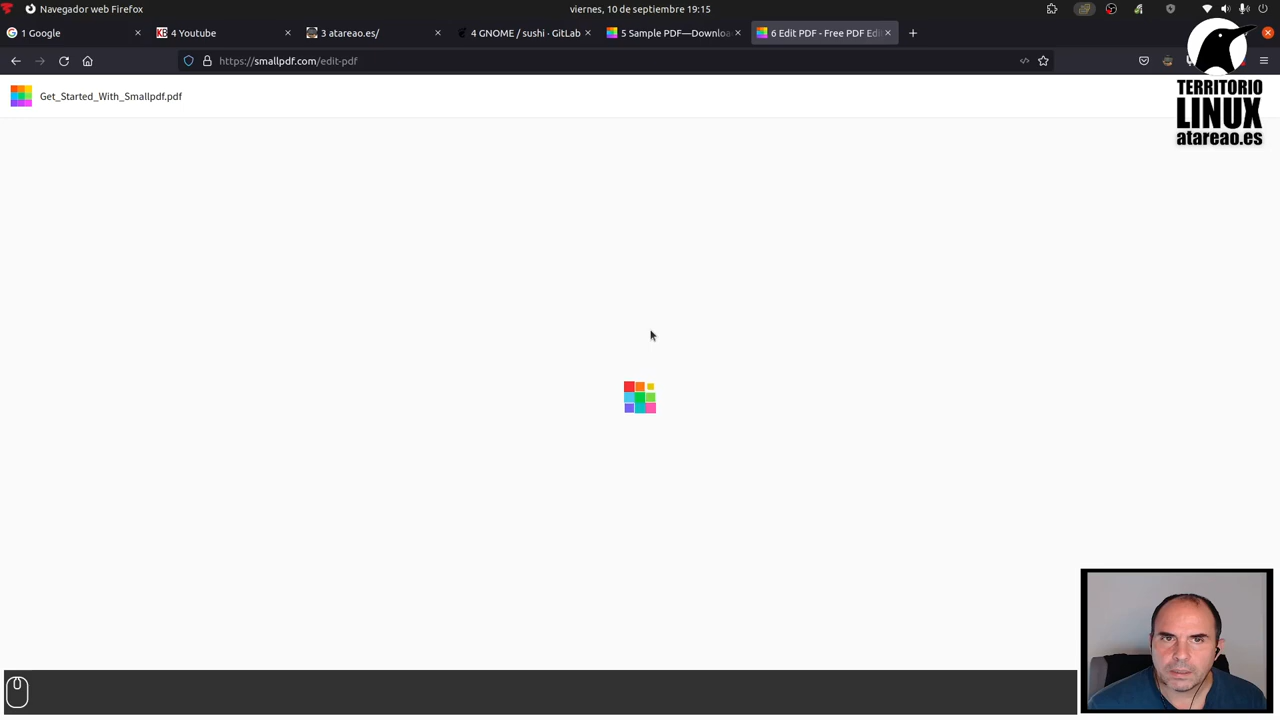 Navegador web Firefox
viernes, 10 de septiembre 19:15
1 Google
4 Youtube
3 atareao.es/
4 GNOME / sushi · GitLab
5 Sample PDF—Downloa
6 Edit PDF - Free PDF Edi
https://smallpdf.com/edit-pdf
Get_Started_With_Smallpdf.pdf
TERRITORIO
LINUX
atareao.es